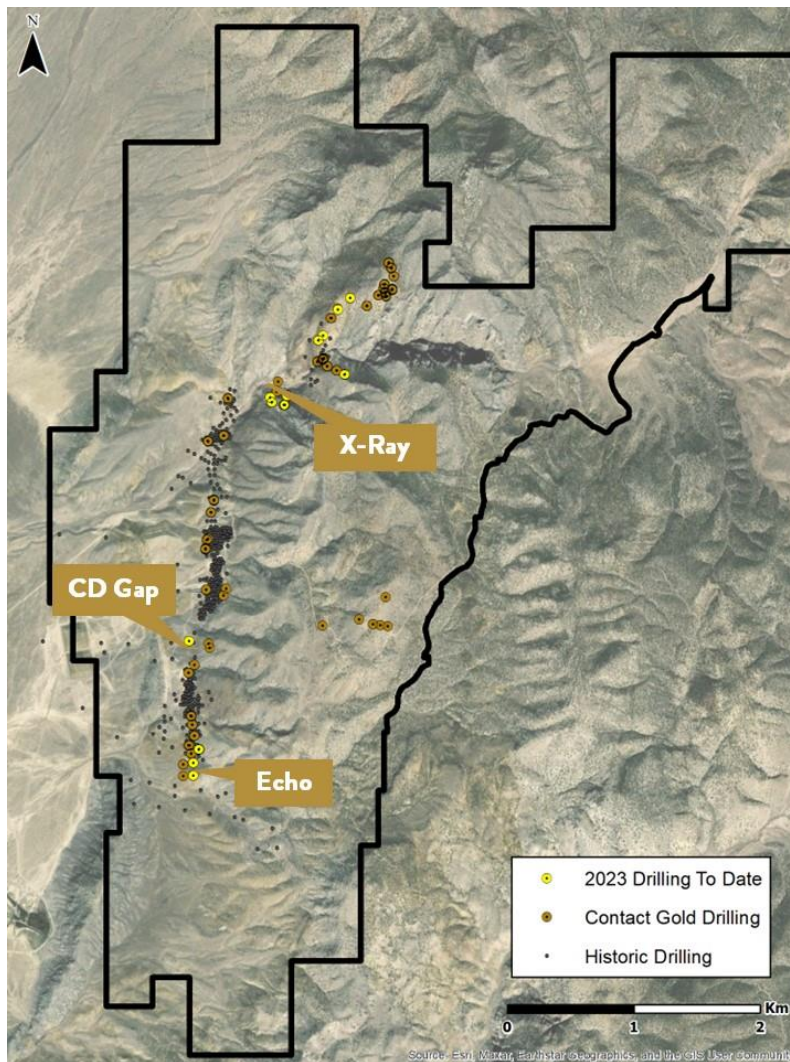 N
X-Ray
CD Gap
Echo
2023 Drilling To Date
Contact Gold Drilling
Historic Drilling
Km
0 1 2
Source: Esri, Maxar, Earthstar Geographics, and the GIS User Communit